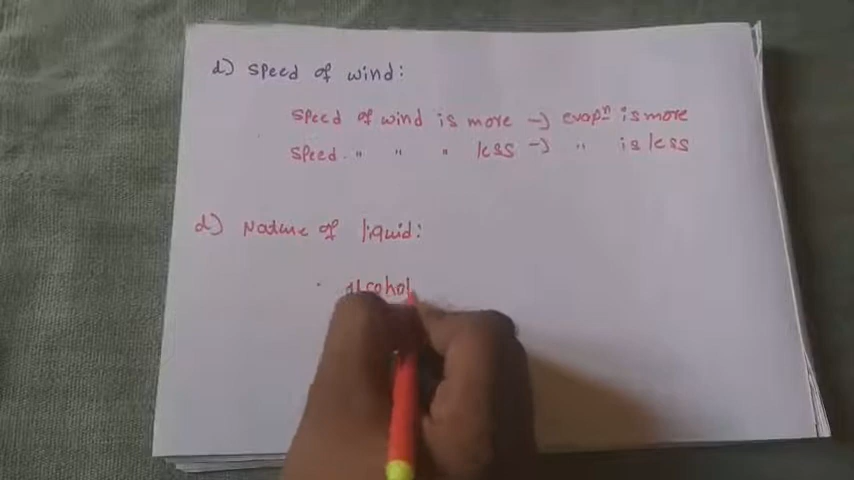 d) Speed of wind:
Speed of wind is more → evapn is more
Speed " " " less → " is less
d) Nature of liquid:
• alcohol